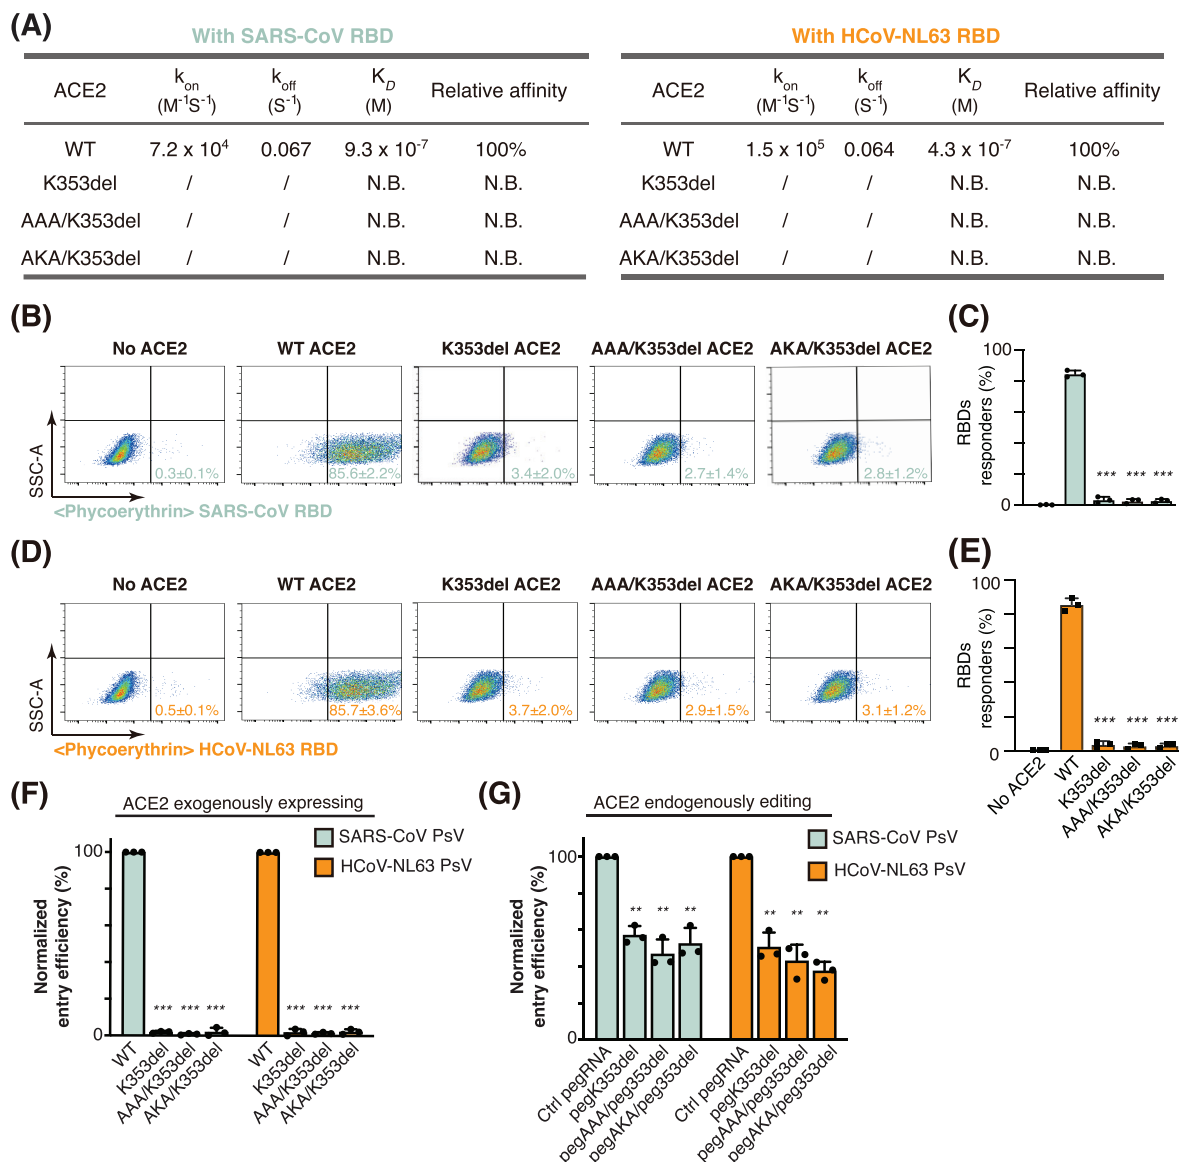 (A)
With SARS-CoV RBD
ACE2 kon (M-1S-1) koff (S-1) KD (M) Relative affinity
WT 7.2 x 10⁴ 0.067 9.3 x 10⁻⁷ 100%
K353del / / N.B. N.B.
AAA/K353del / / N.B. N.B.
AKA/K353del / / N.B. N.B.
With HCoV-NL63 RBD
ACE2 kon (M-1S-1) koff (S-1) KD (M) Relative affinity
WT 1.5 x 10⁵ 0.064 4.3 x 10⁻⁷ 100%
K353del / / N.B. N.B.
AAA/K353del / / N.B. N.B.
AKA/K353del / / N.B. N.B.
(B)
No ACE2 WT ACE2 K353del ACE2 AAA/K353del ACE2 AKA/K353del ACE2
SSC-A
0.3±0.1% 85.6±2.2% 3.4±2.0% 2.7±1.4% 2.8±1.2%
<Phycoerythrin> SARS-CoV RBD
(C)
RBDs
responders (%)
100
0
*** *** ***
(D)
No ACE2 WT ACE2 K353del ACE2 AAA/K353del ACE2 AKA/K353del ACE2
SSC-A
0.5±0.1% 85.7±3.6% 3.7±2.0% 2.9±1.5% 3.1±1.2%
<Phycoerythrin> HCoV-NL63 RBD
(E)
RBDs
responders (%)
100
0
*** *** ***
No ACE2
WT
K353del
AAA/K353del
AKA/K353del
(F)
ACE2 exogenously expressing
SARS-CoV PsV
HCoV-NL63 PsV
Normalized
entry efficiency (%)
100
0
*** *** *** *** *** ***
WT
K353del
AAA/K353del
AKA/K353del
WT
K353del
AAA/K353del
AKA/K353del
(G)
ACE2 endogenously editing
SARS-CoV PsV
HCoV-NL63 PsV
Normalized
entry efficiency (%)
100
0
** ** ** ** ** **
Ctrl pegRNA
pegK353del
pegAAA/peg353del
pegAKA/peg353del
Ctrl pegRNA
pegK353del
pegAAA/peg353del
pegAKA/peg353del